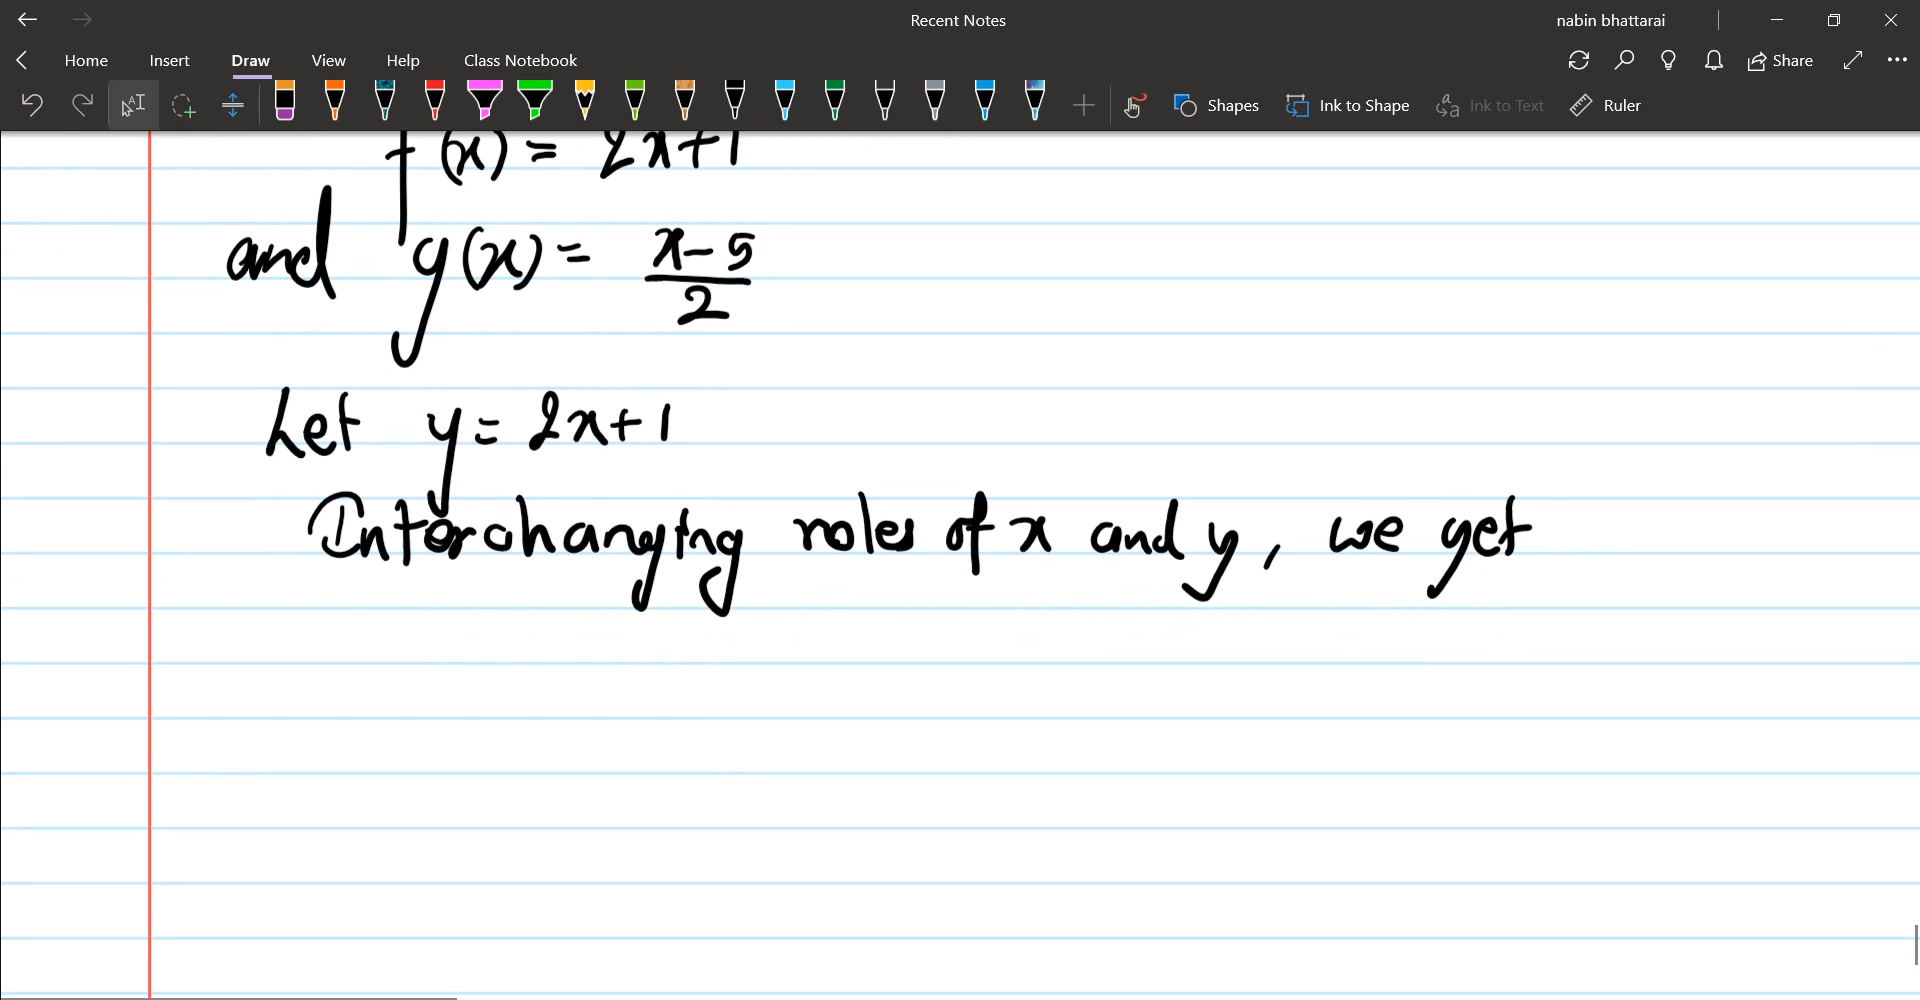 Recent Notes
nabin bhattarai
Home Insert Draw View Help Class Notebook Share
Shapes Ink to Shape Ink to Text Ruler
f(x) = 2x+1
and g(x) = x-5/2
Let y = 2x+1
Interchanging roles of x and y, we get